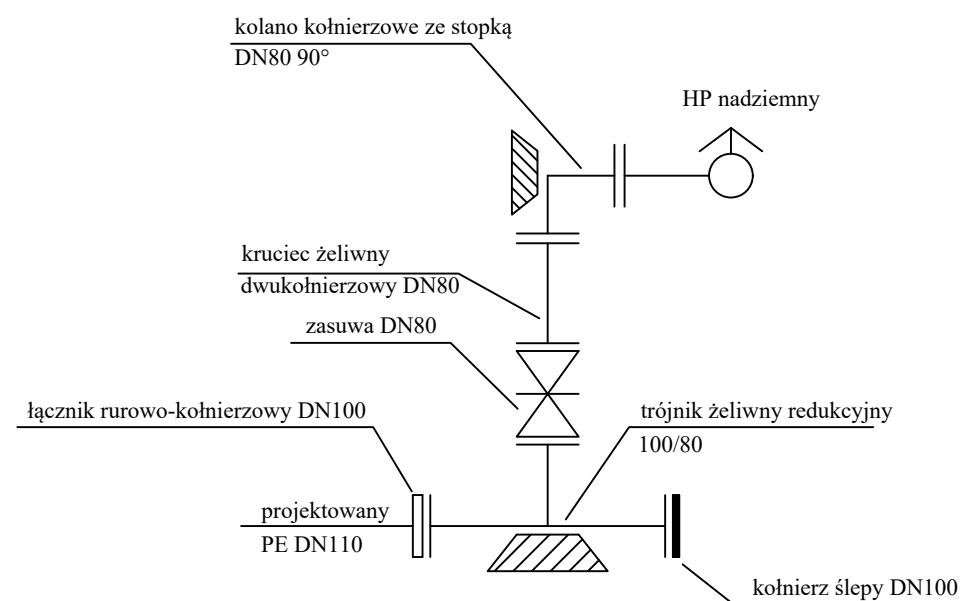 kolano kołnierzowe ze stopką
DN80 90°
HP nadziemny
kruciec żeliwny
dwukołnierzowy DN80
zasuwa DN80
łącznik rurowo-kołnierzowy DN100
trójnik żeliwny redukcyjny
100/80
projektowany
PE DN110
kołnierz ślepy DN100